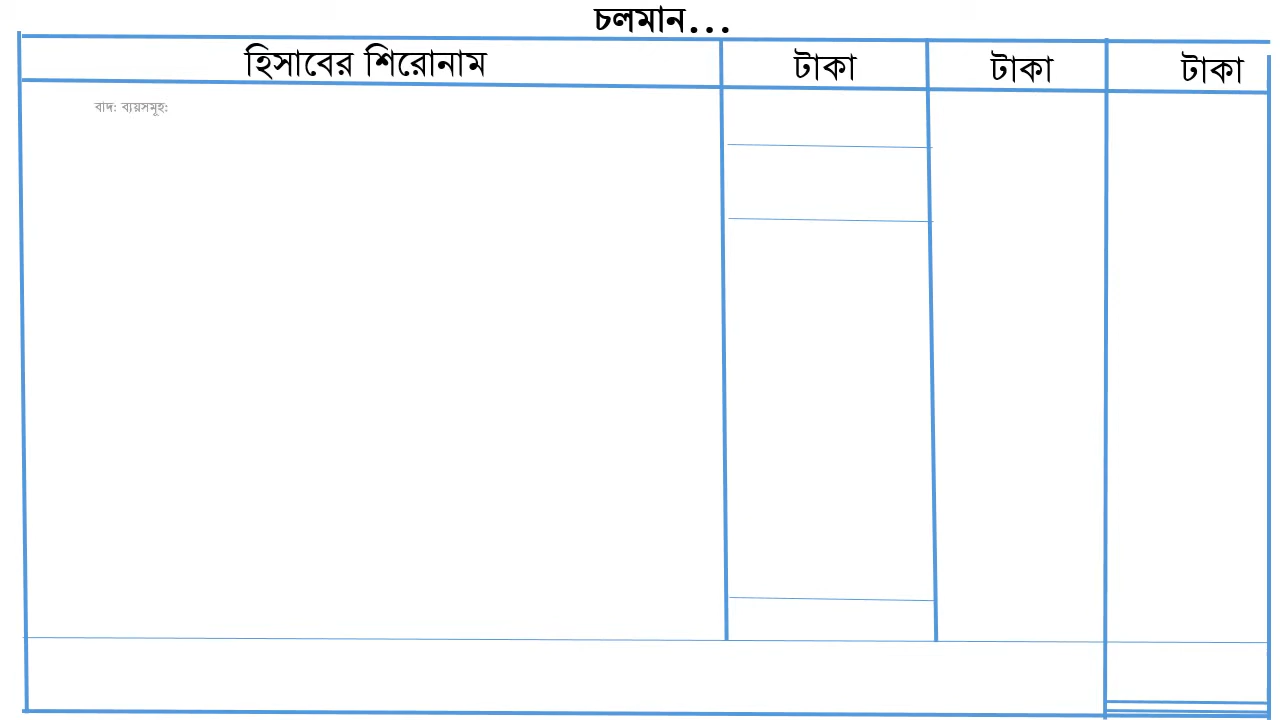 চলমান...
হিসাবের শিরোনাম টাকা টাকা টাকা
বাদ: ব্যয়সমূহ: